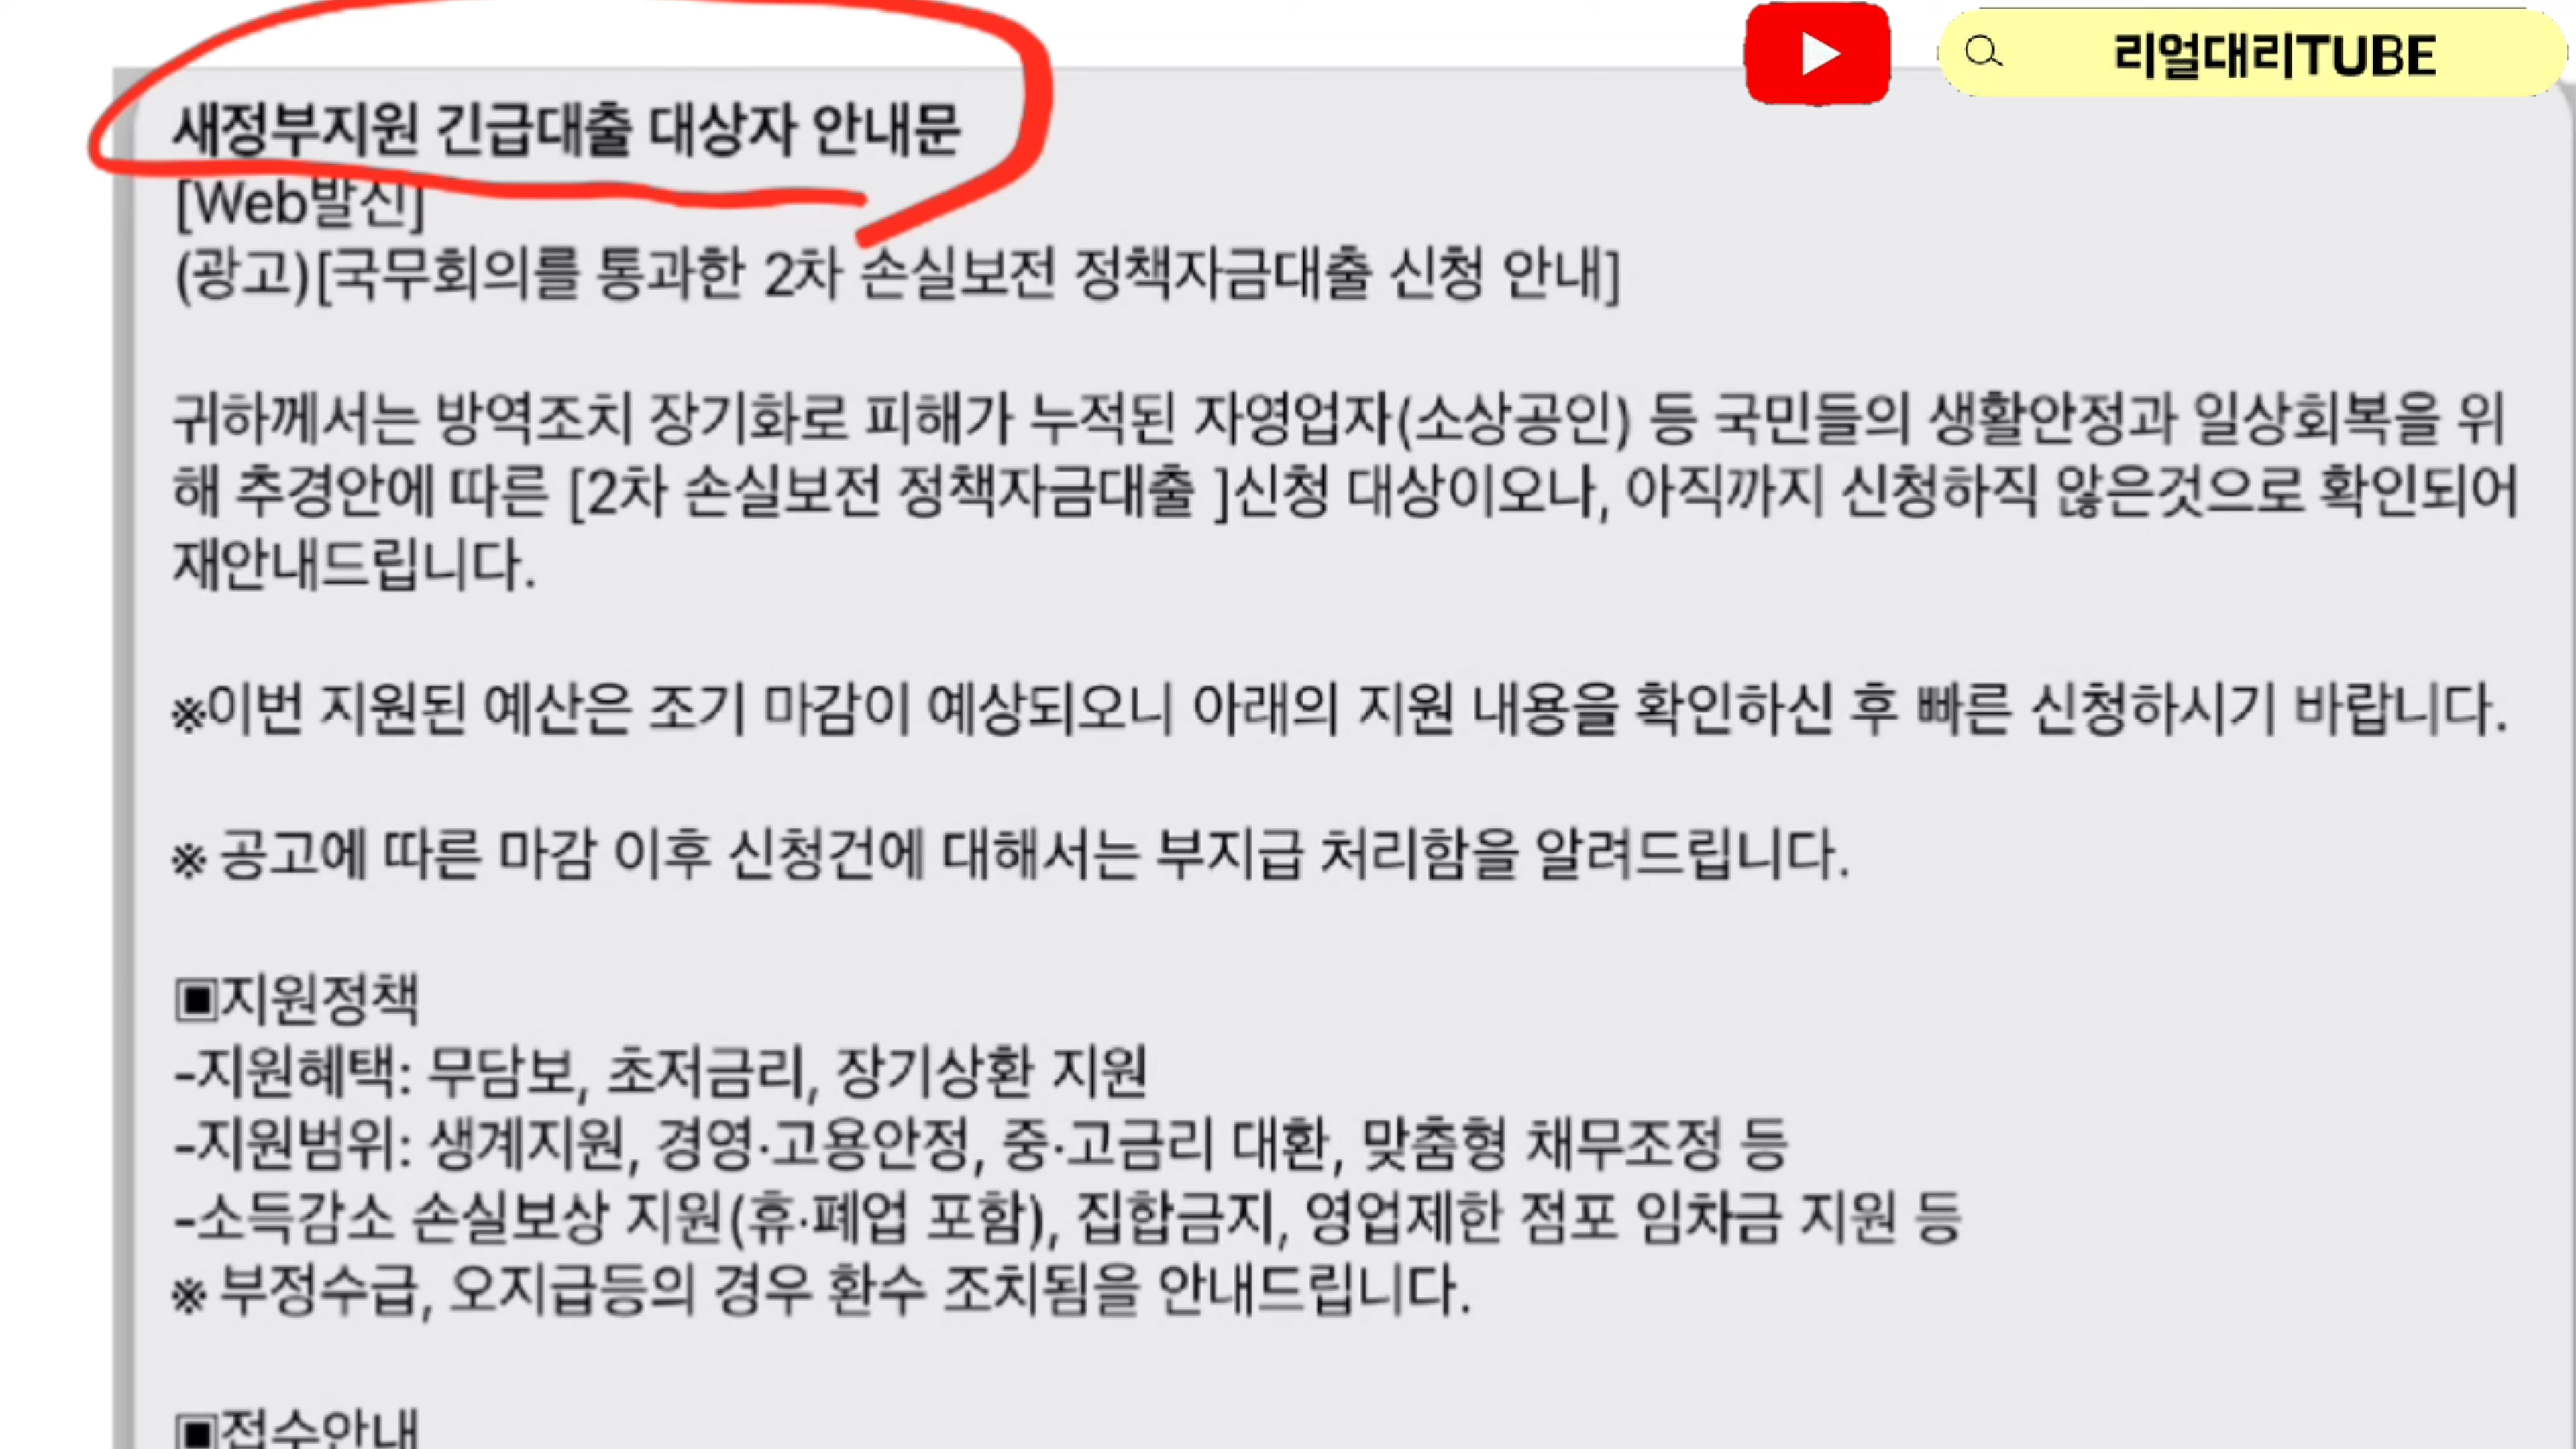 리얼대리TUBE
새정부지원 긴급대출 대상자 안내문
[Web발신]
(광고)[국무회의를 통과한 2차 손실보전 정책자금대출 신청 안내]
귀하께서는 방역조치 장기화로 피해가 누적된 자영업자(소상공인) 등 국민들의 생활안정과 일상회복을 위
해 추경안에 따른 [2차 손실보전 정책자금대출 ]신청 대상이오나, 아직까지 신청하직 않은것으로 확인되어
재안내드립니다.
※이번 지원된 예산은 조기 마감이 예상되오니 아래의 지원 내용을 확인하신 후 빠른 신청하시기 바랍니다.
※ 공고에 따른 마감 이후 신청건에 대해서는 부지급 처리함을 알려드립니다.
▣지원정책
-지원혜택: 무담보, 초저금리, 장기상환 지원
-지원범위: 생계지원, 경영·고용안정, 중·고금리 대환, 맞춤형 채무조정 등
-소득감소 손실보상 지원(휴·폐업 포함), 집합금지, 영업제한 점포 임차금 지원 등
※ 부정수급, 오지급등의 경우 환수 조치됨을 안내드립니다.
▣접수안내